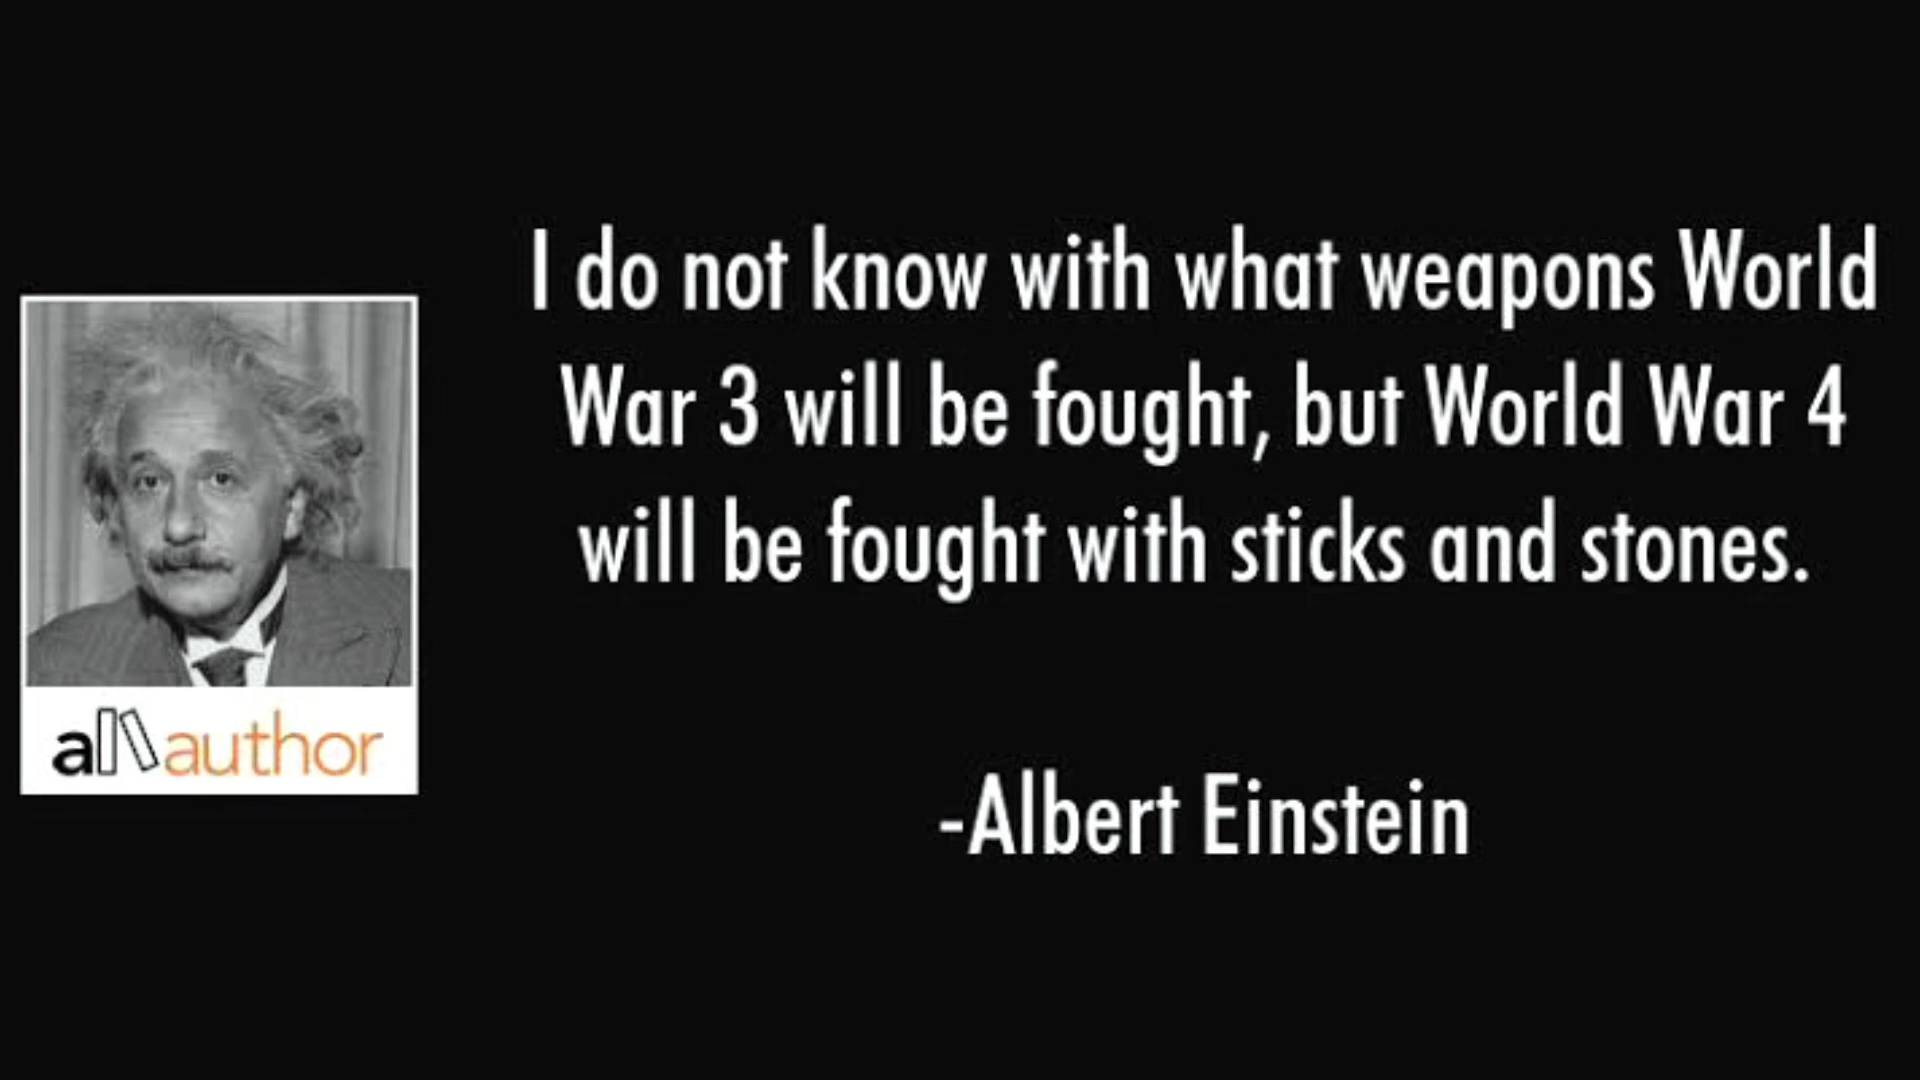 I do not know with what weapons World
War 3 will be fought, but World War 4
will be fought with sticks and stones.
-Albert Einstein
allauthor